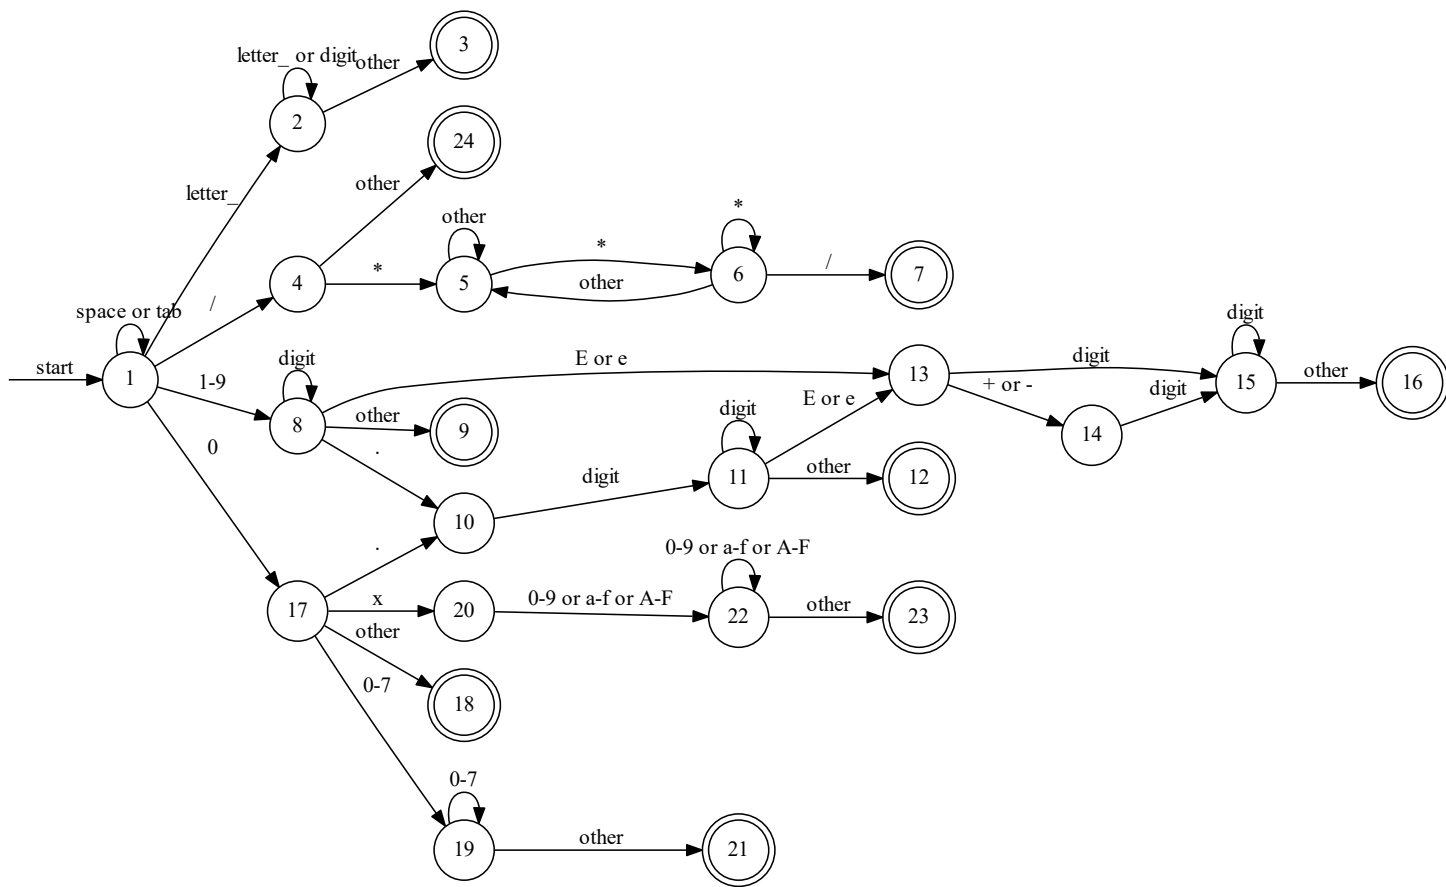 letter_ or digit
other
3
2
24
letter_
other
other
*
*
*
other
/
4
5
6
7
space or tab
/
start
1
1-9
digit
E or e
digit
digit
other
13
+ or -
digit
15
16
0
8
other
9
.
digit
E or e
14
11
other
12
digit
10
.
0-9 or a-f or A-F
17
x
20
0-9 or a-f or A-F
22
other
23
other
0-7
18
0-7
19
other
21